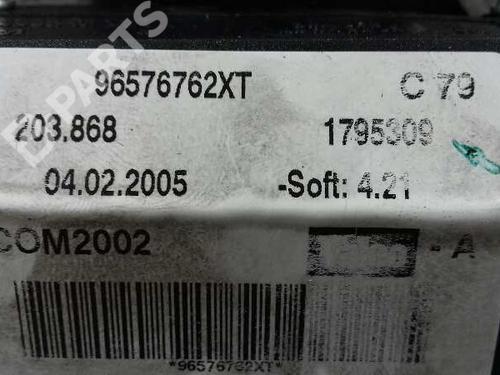 96576762XT C 79
203.868 1795309
04.02.2005 -Soft: 4.21
COM2002 - A
*96576762XT*